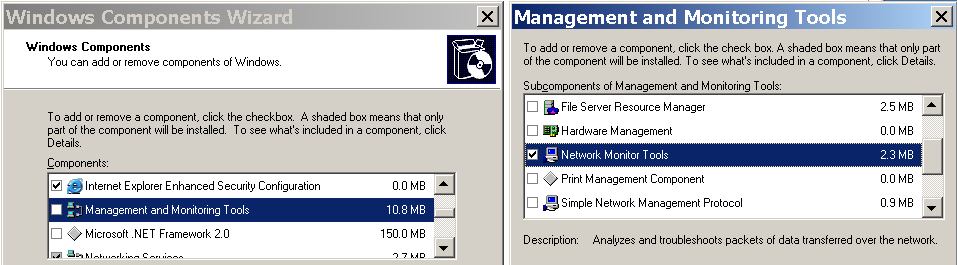 Windows Components Wizard
Windows Components
You can add or remove components of Windows.
To add or remove a component, click the checkbox. A shaded box means that only
part of the component will be installed. To see what's included in a component, click
Details.
Components:
Internet Explorer Enhanced Security Configuration 0.0 MB
Management and Monitoring Tools 10.8 MB
Microsoft .NET Framework 2.0 150.0 MB
Networking Services 2.7 MB
Management and Monitoring Tools
To add or remove a component, click the check box. A shaded box means that only part
of the component will be installed. To see what's included in a component, click Details.
Subcomponents of Management and Monitoring Tools:
File Server Resource Manager 2.5 MB
Hardware Management 0.0 MB
Network Monitor Tools 2.3 MB
Print Management Component 0.0 MB
Simple Network Management Protocol 0.9 MB
Description: Analyzes and troubleshoots packets of data transferred over the network.